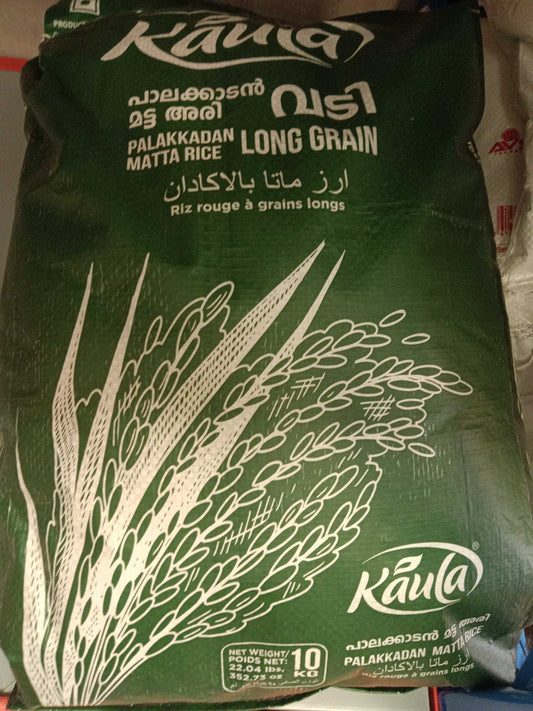 PRODUC
Kaula
പാലക്കാടൻ
മട്ട അരി
വടി
PALAKKADAN
MATTA RICE
LONG GRAIN
ارز ماتا بالاكادان
Riz rouge à grains longs
Kaula
പാലക്കാടൻ മട്ട അരി
PALAKKADAN MATTA RICE
ارز ماتا بالاكادان
Riz rouge à grains longs
NET WEIGHT/
POIDS NET:
22.04 lbs.
352.73 oz
10
KG